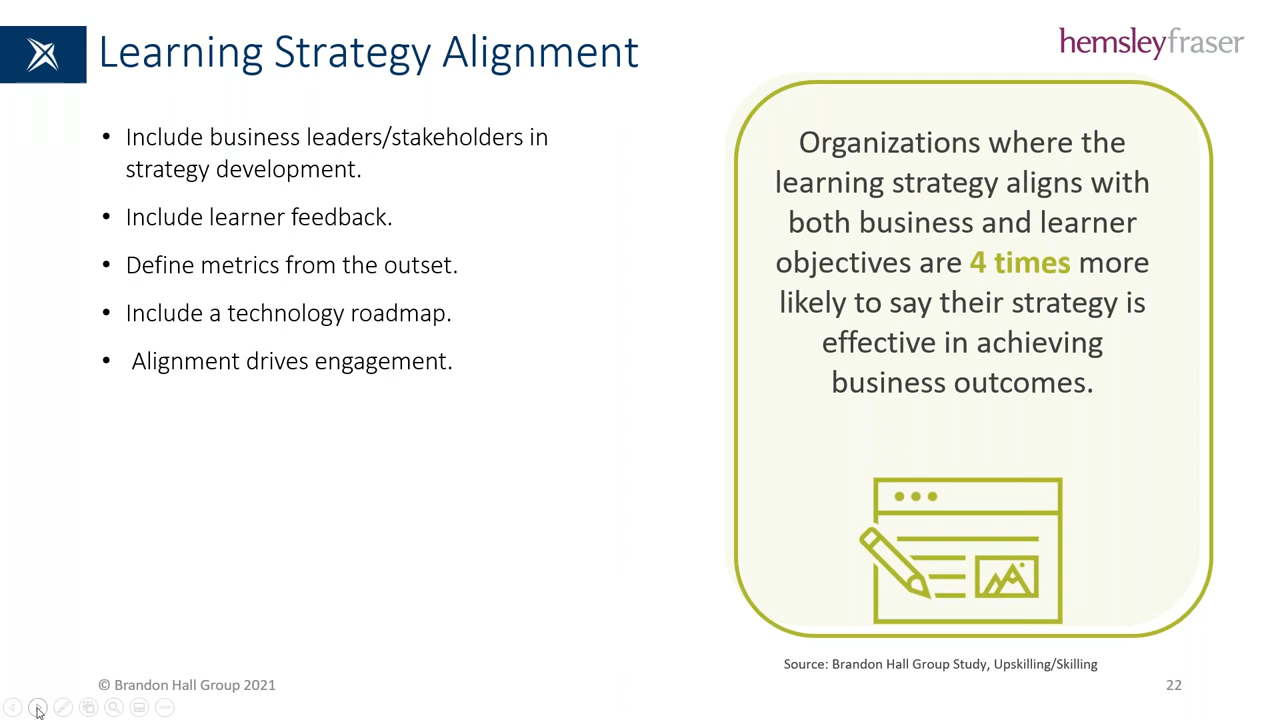 Learning Strategy Alignment
hemsleyfraser
• Include business leaders/stakeholders in
strategy development.
• Include learner feedback.
• Define metrics from the outset.
• Include a technology roadmap.
• Alignment drives engagement.
Organizations where the
learning strategy aligns with
both business and learner
objectives are 4 times more
likely to say their strategy is
effective in achieving
business outcomes.
Source: Brandon Hall Group Study, Upskilling/Skilling
© Brandon Hall Group 2021
22